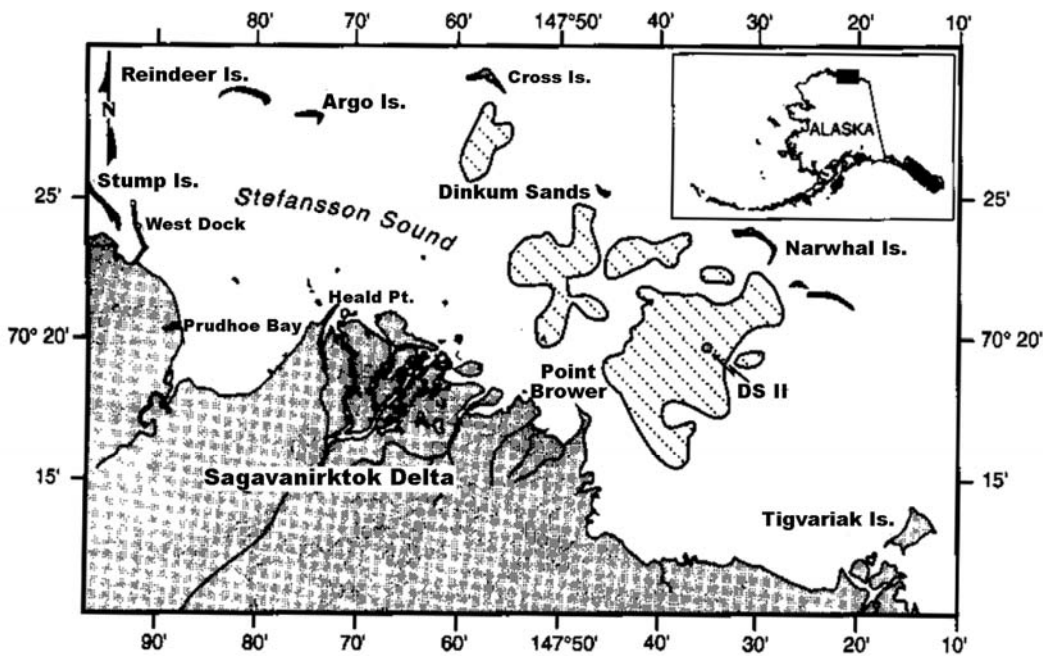 80'
70'
60'
147°50'
40'
30'
20'
10'
Reindeer Is.
Argo Is.
Cross Is.
N
ALASKA
Stump Is.
25'
West Dock
Stefansson Sound
Dinkum Sands
25'
Narwhal Is.
Heald Pt.
Prudhoe Bay
70° 20'
70° 20'
Point
Brower
DS II
15'
Sagavanirktok Delta
15'
Tigvariak Is.
90'
80'
70'
60'
147°50'
40'
30'
20'
10'